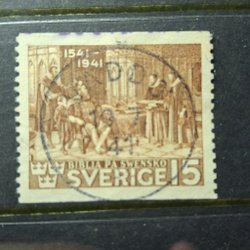 1541-
1941
BIBLIA PÅ SVENSKO
SVERIGE 15